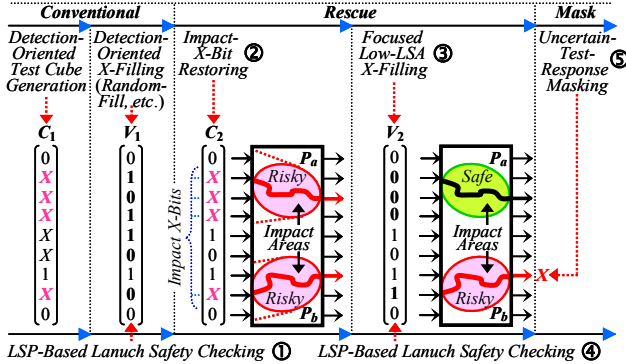 Conventional
Rescue
Mask
Detection-
Oriented
Test Cube
Generation
Detection-
Oriented
X-Filling
(Random-
Fill, etc.)
Impact-
X-Bit ②
Restoring
Focused
Low-LSA ③
X-Filling
Uncertain-
Test- ⑤
Response
Masking
C1
0
X
X
X
X
X
1
X
0
V1
0
1
0
1
1
0
1
0
0
Impact X-Bits
C2
0
X
X
X
1
0
1
X
0
Pa
Risky
Impact
Areas
Risky
Pb
V2
0
0
0
0
1
0
1
1
0
Safe
Impact
Areas
Risky
X
LSP-Based Lanuch Safety Checking ①
LSP-Based Lanuch Safety Checking ④